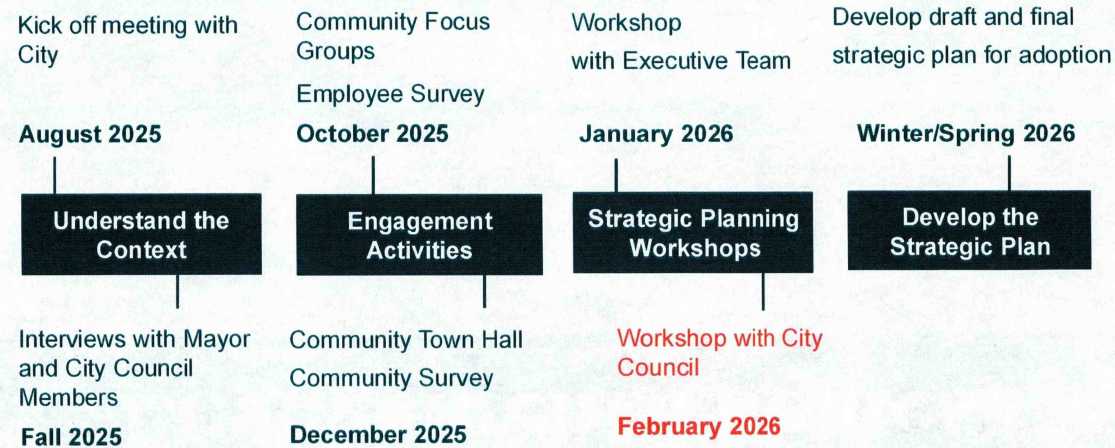 Kick off meeting with
City
August 2025
Understand the
Context
Interviews with Mayor
and City Council
Members
Fall 2025
Community Focus
Groups
Employee Survey
October 2025
Engagement
Activities
Community Town Hall
Community Survey
December 2025
Workshop
with Executive Team
January 2026
Strategic Planning
Workshops
Workshop with City
Council
February 2026
Develop draft and final
strategic plan for adoption
Winter/Spring 2026
Develop the
Strategic Plan